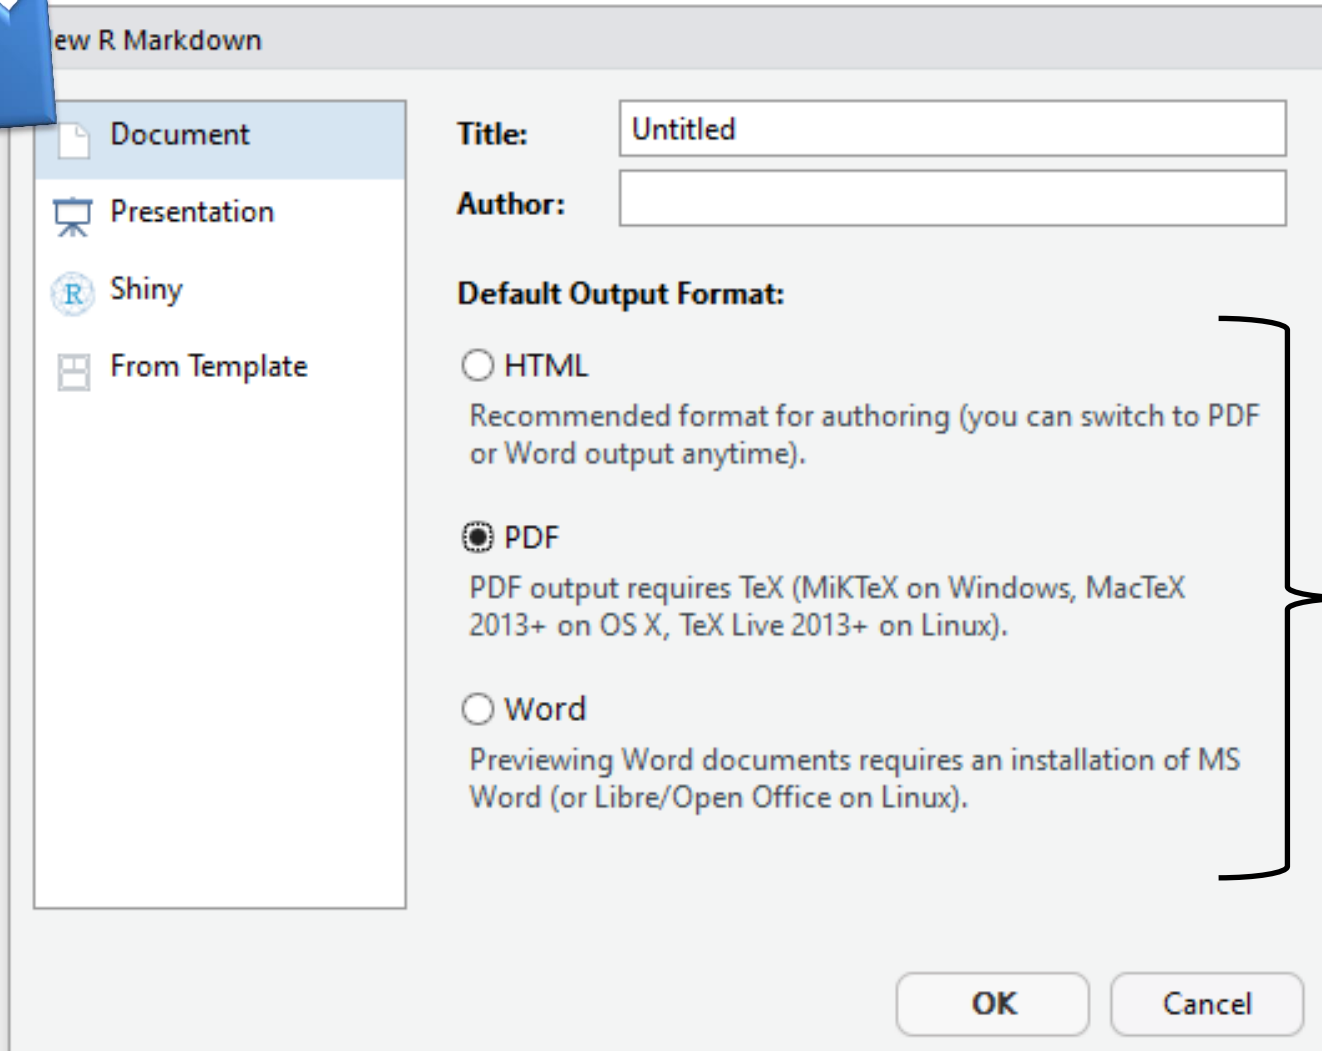 ew R Markdown
Document
Presentation
R Shiny
From Template
Title: Untitled
Author:
Default Output Format:
HTML
Recommended format for authoring (you can switch to PDF
or Word output anytime).
PDF
PDF output requires TeX (MiKTeX on Windows, MacTeX
2013+ on OS X, TeX Live 2013+ on Linux).
Word
Previewing Word documents requires an installation of MS
Word (or Libre/Open Office on Linux).
OK Cancel